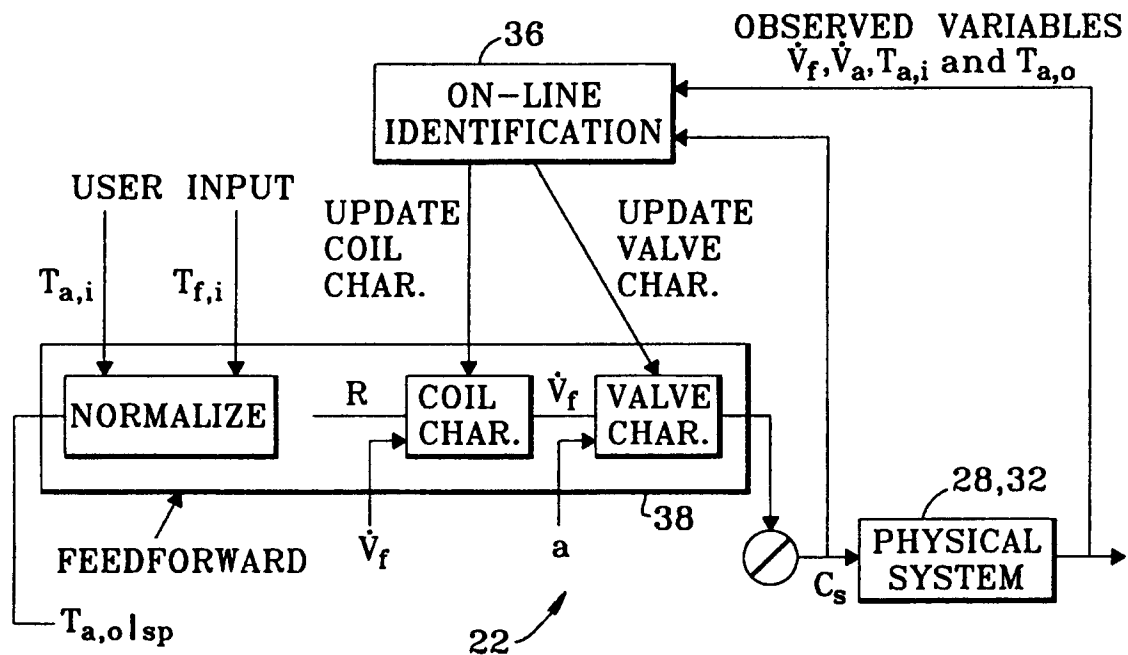 36
OBSERVED VARIABLES
V̇f, V̇a, Ta,i and Ta,o
ON-LINE
IDENTIFICATION
USER INPUT
UPDATE
COIL
CHAR.
UPDATE
VALVE
CHAR.
Ta,i
Tf,i
NORMALIZE
R
COIL
CHAR.
V̇f
VALVE
CHAR.
38
28,32
FEEDFORWARD
V̇f
a
Cs
PHYSICAL
SYSTEM
Ta,o|sp
22